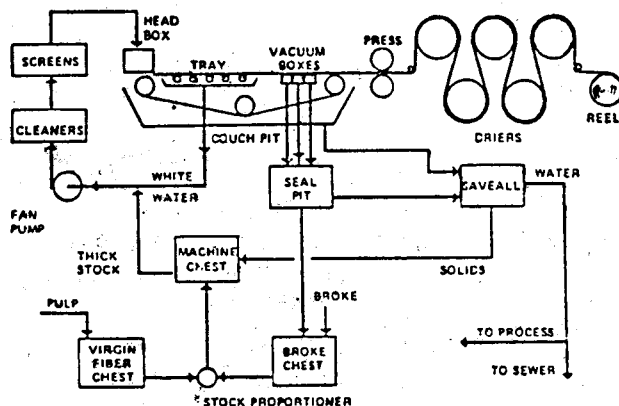 HEAD
BOX
SCREENS
TRAY
VACUUM
BOXES
PRESS
CLEANERS
COUCH PIT
DRIERS
REEL
WHITE
WATER
FAN
PUMP
SEAL
PIT
SAVEALL
WATER
THICK
STOCK
MACHINE
CHEST
SOLIDS
PULP
BROKE
VIRGIN
FIBER
CHEST
BROKE
CHEST
TO PROCESS
TO SEWER
STOCK PROPORTIONER